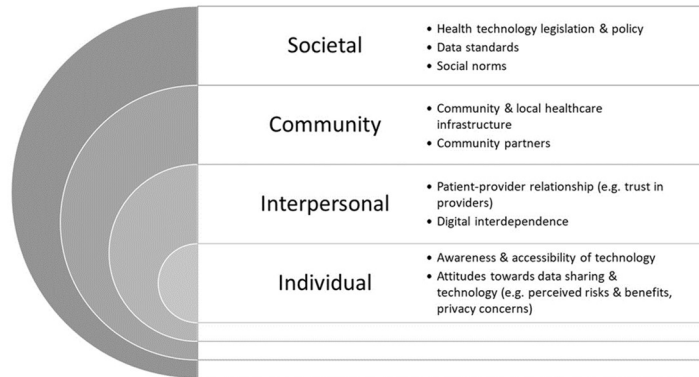 Societal
• Health technology legislation & policy
• Data standards
• Social norms
Community
• Community & local healthcare
infrastructure
• Community partners
Interpersonal
• Patient-provider relationship (e.g. trust in
providers)
• Digital interdependence
Individual
• Awareness & accessibility of technology
• Attitudes towards data sharing &
technology (e.g. perceived risks & benefits,
privacy concerns)